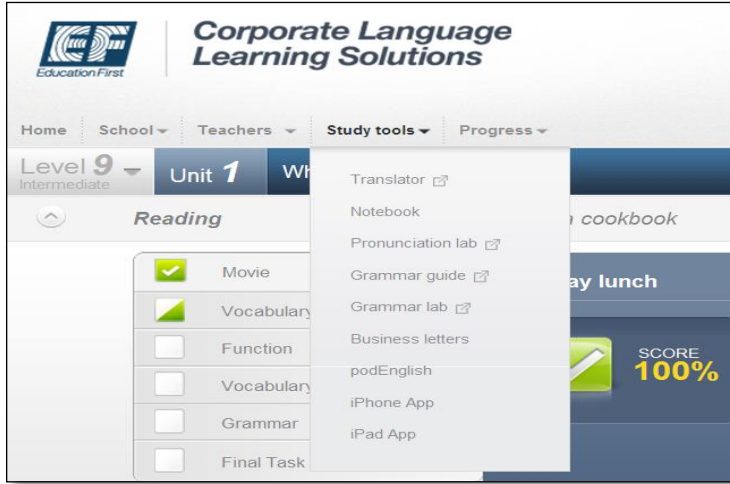 EF
Education First
Corporate Language
Learning Solutions
Home School Teachers Study tools Progress
Level 9
Intermediate
Unit 1
Translator
Reading
Notebook
cookbook
Pronunciation lab
Movie
Grammar guide
ay lunch
Vocabulary
Grammar lab
Function
Business letters
SCORE
100%
Vocabulary
podEnglish
Grammar
iPhone App
Final Task
iPad App